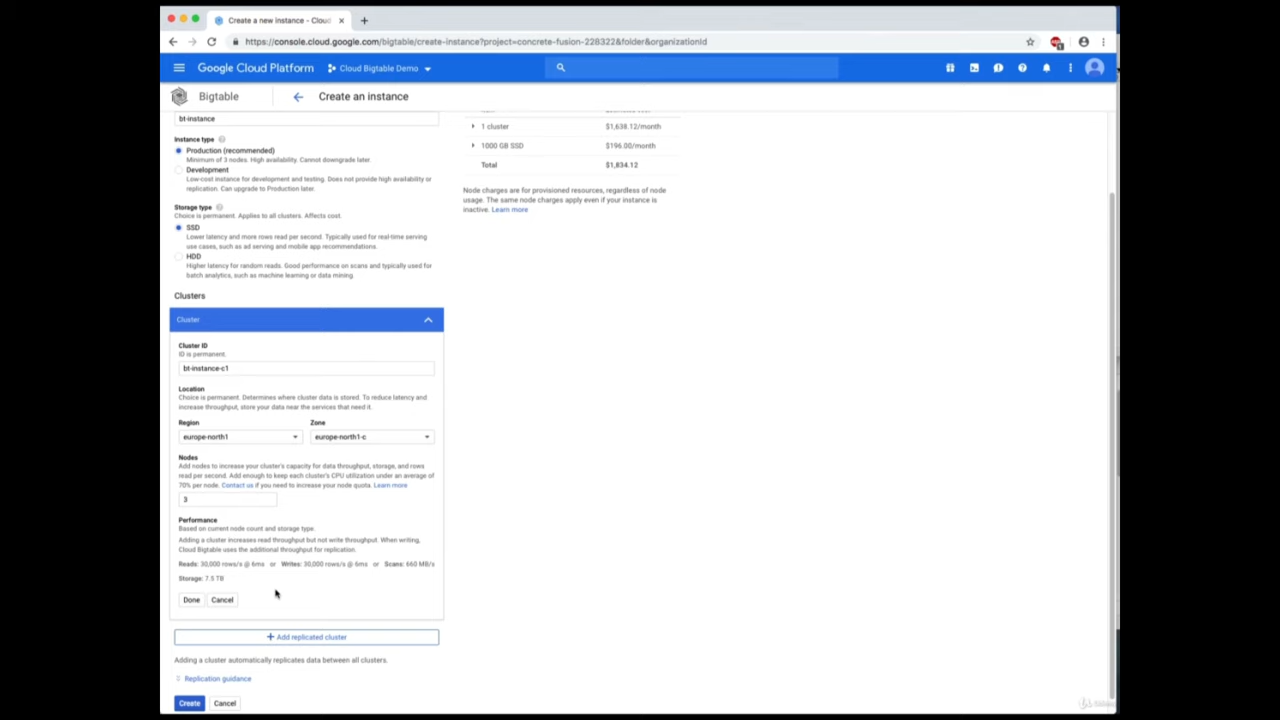 Create a new instance - Cloud
https://console.cloud.google.com/bigtable/create-instance?project=concrete-fusion-228322&folder&organizationId
Google Cloud Platform
Cloud Bigtable Demo
Bigtable
Create an instance
bt-instance
Instance type
Production (recommended)
Minimum of 3 nodes. High availability. Cannot downgrade later
Development
Low-cost instance for development and testing. Does not provide high availability or
replication. Can upgrade to Production later.
Storage type
Choice is permanent. Applies to all clusters. Affects cost.
SSD
Lower latency and more rows read per second. Typically used for real-time serving
use cases, such as ad serving and mobile app recommendations.
HDD
Higher latency for random reads. Good performance on scans and typically used for
batch analytics, such as machine learning or data mining.
Clusters
Cluster
Cluster ID
ID is permanent.
bt-instance-c1
Location
Choice is permanent. Determines where cluster data is stored. To reduce latency and
increase throughput, store your data near the services that need it.
Region
Zone
europe-north1
europe-north1-c
Nodes
Add nodes to increase your cluster's capacity for data throughput, storage, and rows
read per second. Add enough to keep each cluster's CPU utilization under an average of
70% per node. Contact us if you need to increase your node quota. Learn more
3
Performance
Based on current node count and storage type.
Adding a cluster increases read throughput but not write throughput. When writing,
Cloud Bigtable uses the additional throughput for replication.
Reads: 30,000 rows/s @ 6ms or Writes: 30,000 rows/s @ 6ms or Scans: 660 MB/s
Storage: 7.5 TB
Done Cancel
+ Add replicated cluster
Adding a cluster automatically replicates data between all clusters.
Replication guidance
Create Cancel
1 cluster $1,638.12/month
1000 GB SSD $196.00/month
Total $1,834.12
Node charges are for provisioned resources, regardless of node
usage. The same node charges apply even if your instance is
inactive. Learn more